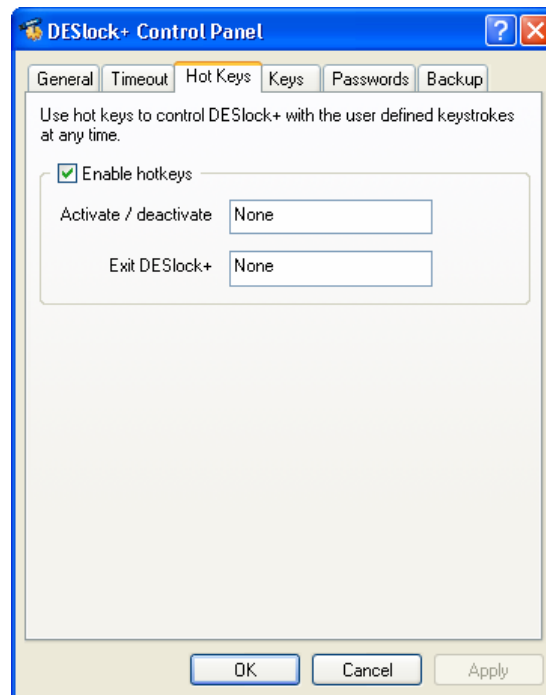 DESlock+ Control Panel
General Timeout Hot Keys Keys Passwords Backup
Use hot keys to control DESlock+ with the user defined keystrokes
at any time.
Enable hotkeys
Activate / deactivate None
Exit DESlock+ None
OK Cancel Apply